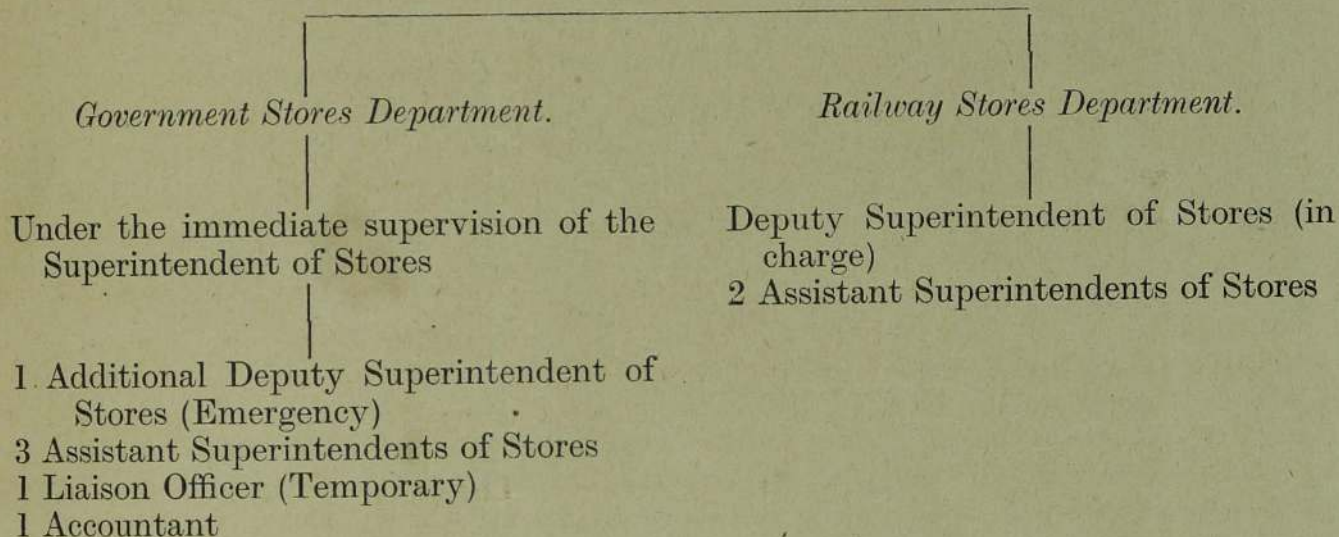 Government Stores Department.
Under the immediate supervision of the
Superintendent of Stores
1 Additional Deputy Superintendent of
Stores (Emergency)
3 Assistant Superintendents of Stores
1 Liaison Officer (Temporary)
1 Accountant
Railway Stores Department.
Deputy Superintendent of Stores (in
charge)
2 Assistant Superintendents of Stores